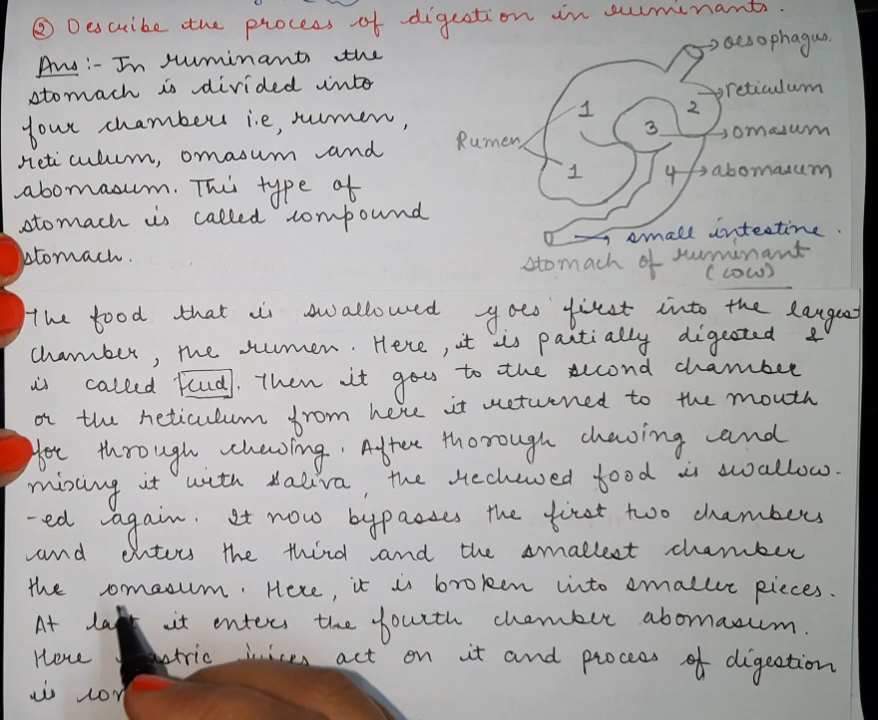 ② Describe the process of digestion in ruminants.
Ans :- In ruminants the
stomach is divided into
four chambers i.e, rumen,
reticulum, omasum and
abomasum. This type of
stomach is called compound
stomach.
oesophagus.
reticulum
omasum
abomasum
Rumen
1
1
2
3
4
small intestine.
stomach of ruminant
(cow)
The food that is swallowed goes first into the largest
chamber, the rumen. Here, it is partially digested &
is called cud. Then it goes to the second chamber
or the reticulum from here it returned to the mouth
for through chewing. After thorough chewing and
mixing it with saliva, the rechewed food is swallow-
-ed again. It now bypasses the first two chambers
and enters the third and the smallest chamber
the omasum. Here, it is broken into smaller pieces.
At last it enters the fourth chamber abomasum.
Here juices act on it and process of digestion
is